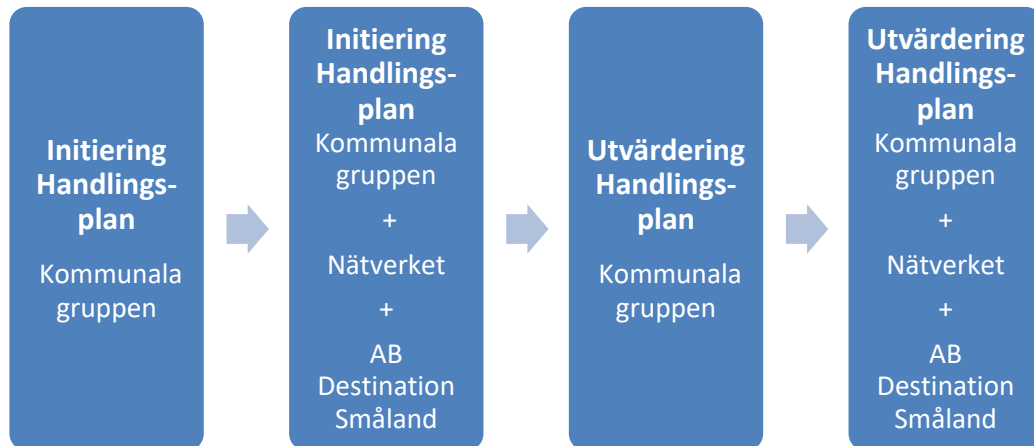 Initiering
Handlings-
plan
Kommunala
gruppen
Initiering
Handlings-
plan
Kommunala
gruppen
+
Nätverket
+
AB
Destination
Småland
Utvärdering
Handlings-
plan
Kommunala
gruppen
Utvärdering
Handlings-
plan
Kommunala
gruppen
+
Nätverket
+
AB
Destination
Småland